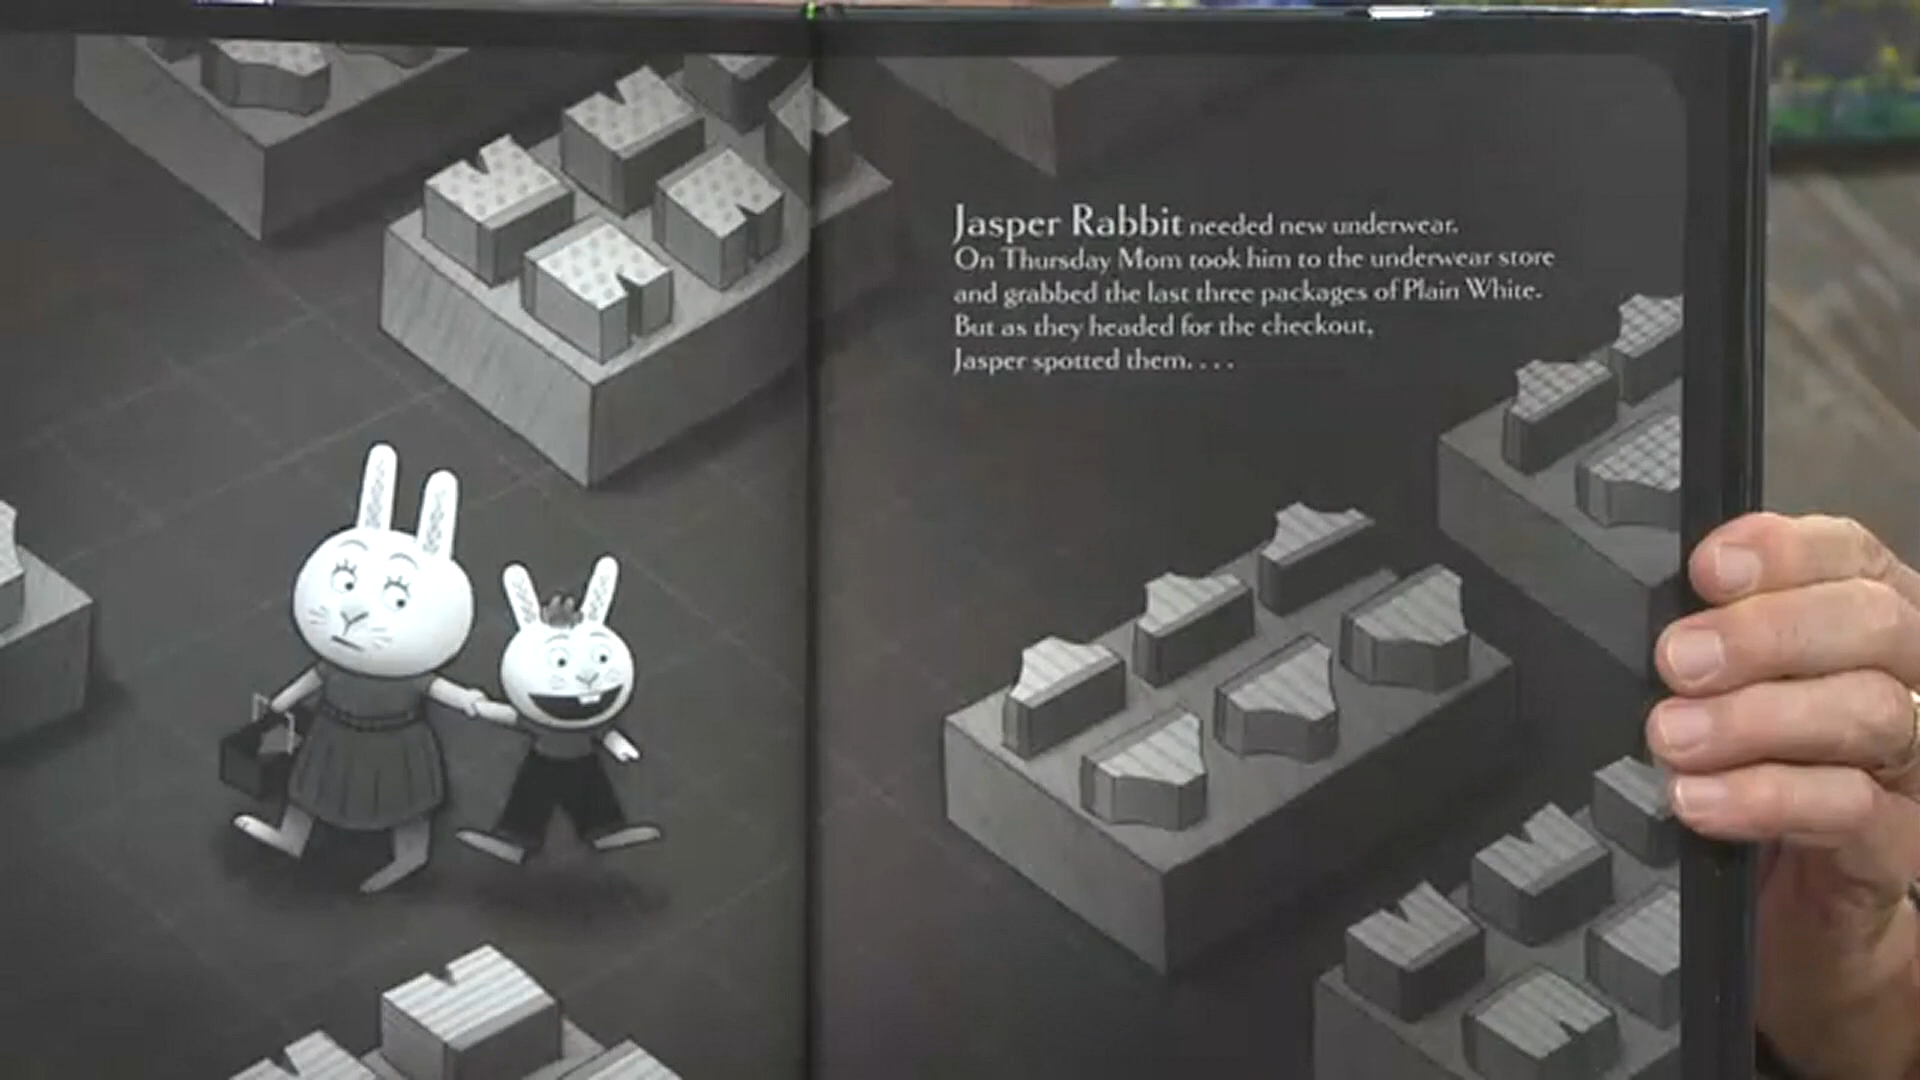 Jasper Rabbit needed new underwear.
On Thursday Mom took him to the underwear store
and grabbed the last three packages of Plain White.
But as they headed for the checkout,
Jasper spotted them. . . .